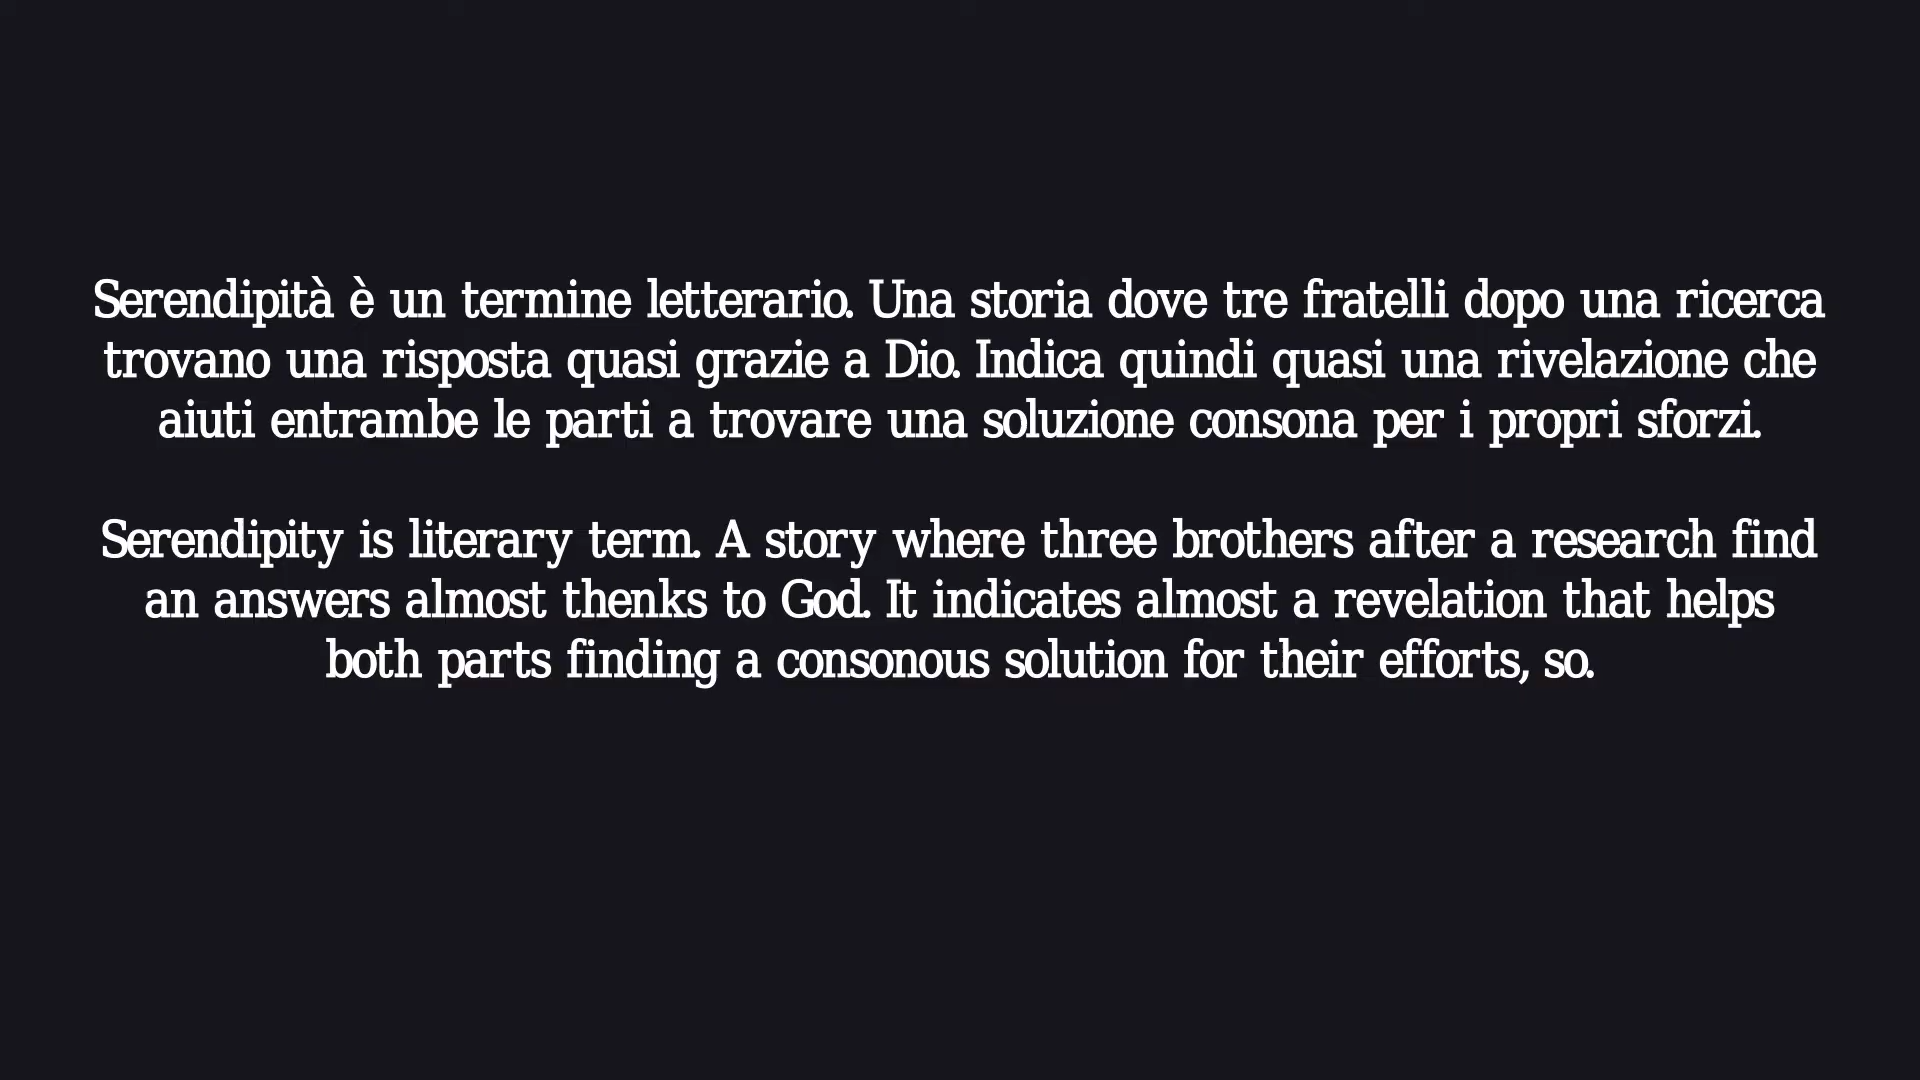 Serendipità è un termine letterario. Una storia dove tre fratelli dopo una ricerca
trovano una risposta quasi grazie a Dio. Indica quindi quasi una rivelazione che
aiuti entrambe le parti a trovare una soluzione consona per i propri sforzi.
Serendipity is literary term. A story where three brothers after a research find
an answers almost thenks to God. It indicates almost a revelation that helps
both parts finding a consonous solution for their efforts, so.